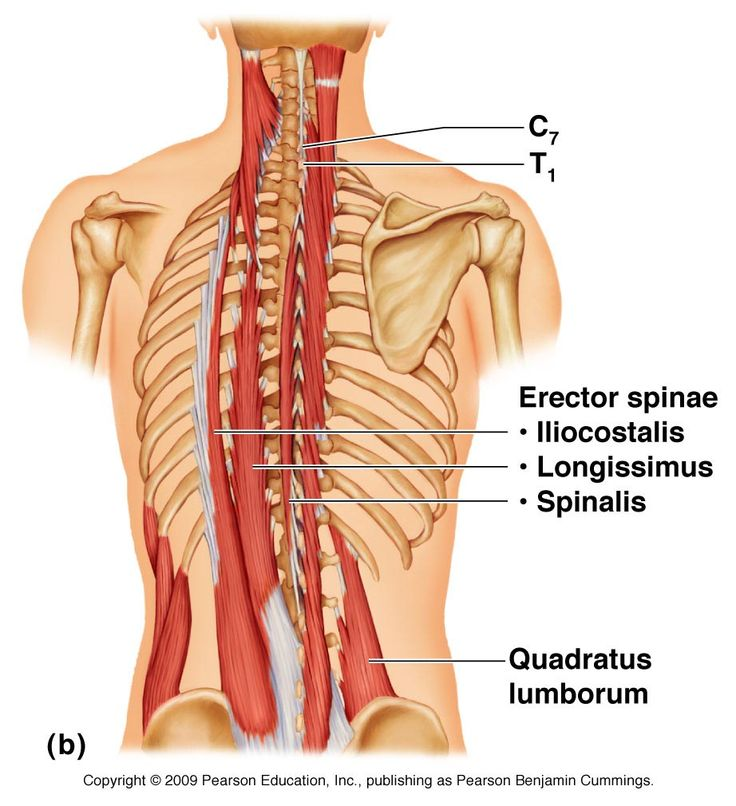 C7
T1
Erector spinae
• Iliocostalis
• Longissimus
• Spinalis
Quadratus
lumborum
(b)
Copyright © 2009 Pearson Education, Inc., publishing as Pearson Benjamin Cummings.